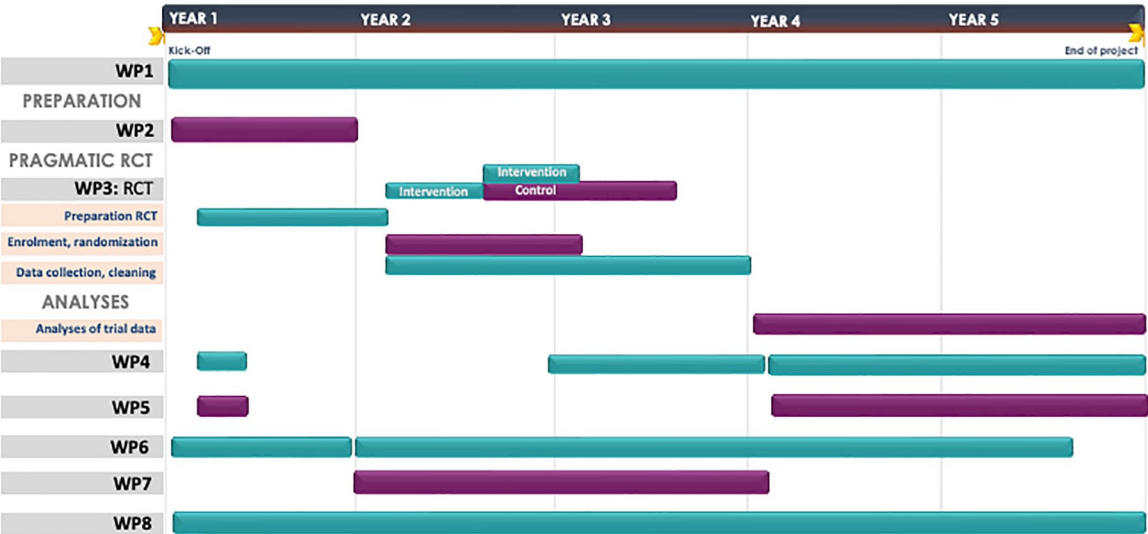 YEAR 1 YEAR 2 YEAR 3 YEAR 4 YEAR 5
Kick-Off End of project
WP1
PREPARATION
WP2
PRAGMATIC RCT
Intervention
WP3: RCT Intervention Control
Preparation RCT
Enrolment, randomization
Data collection, cleaning
ANALYSES
Analyses of trial data
WP4
WP5
WP6
WP7
WP8